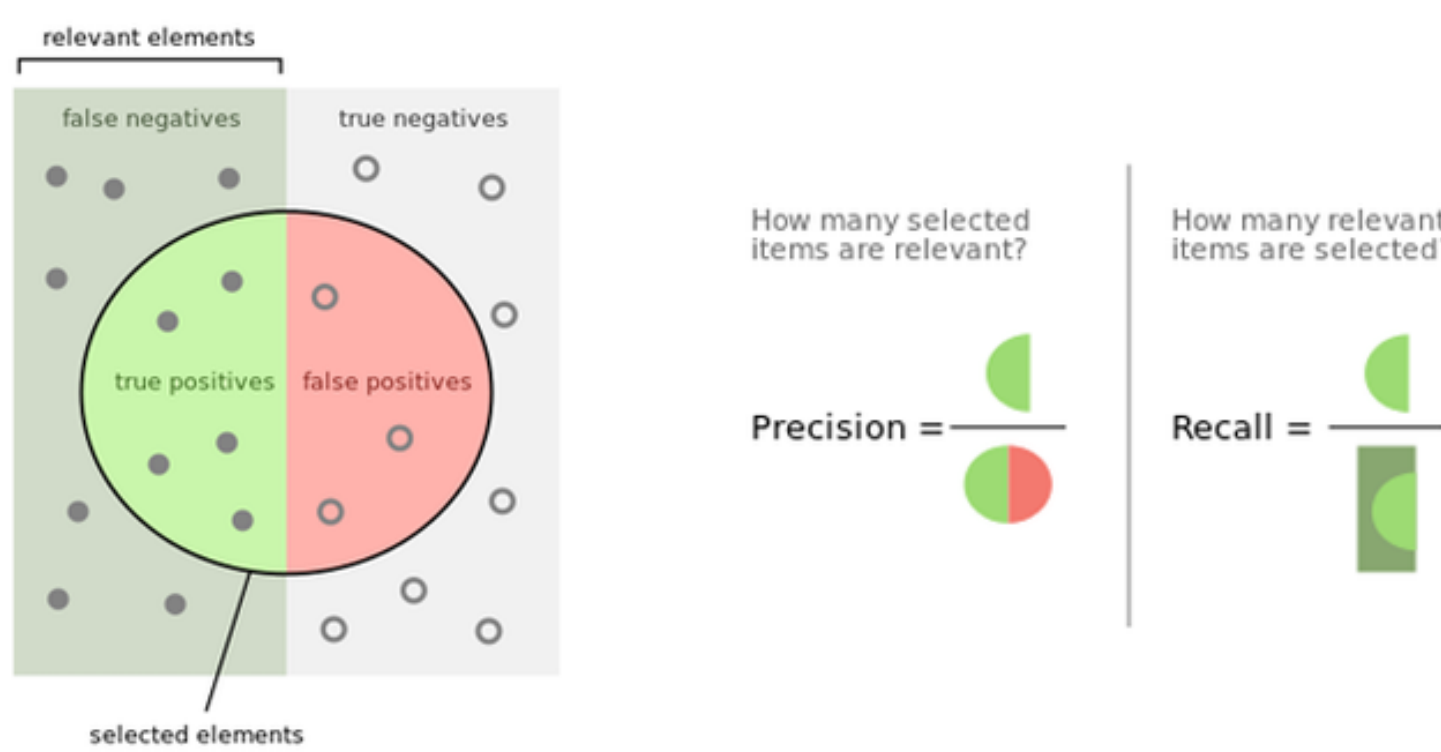 relevant elements
false negatives
true negatives
true positives
false positives
selected elements
How many selected
items are relevant?
Precision =
How many relevant
items are selected
Recall =